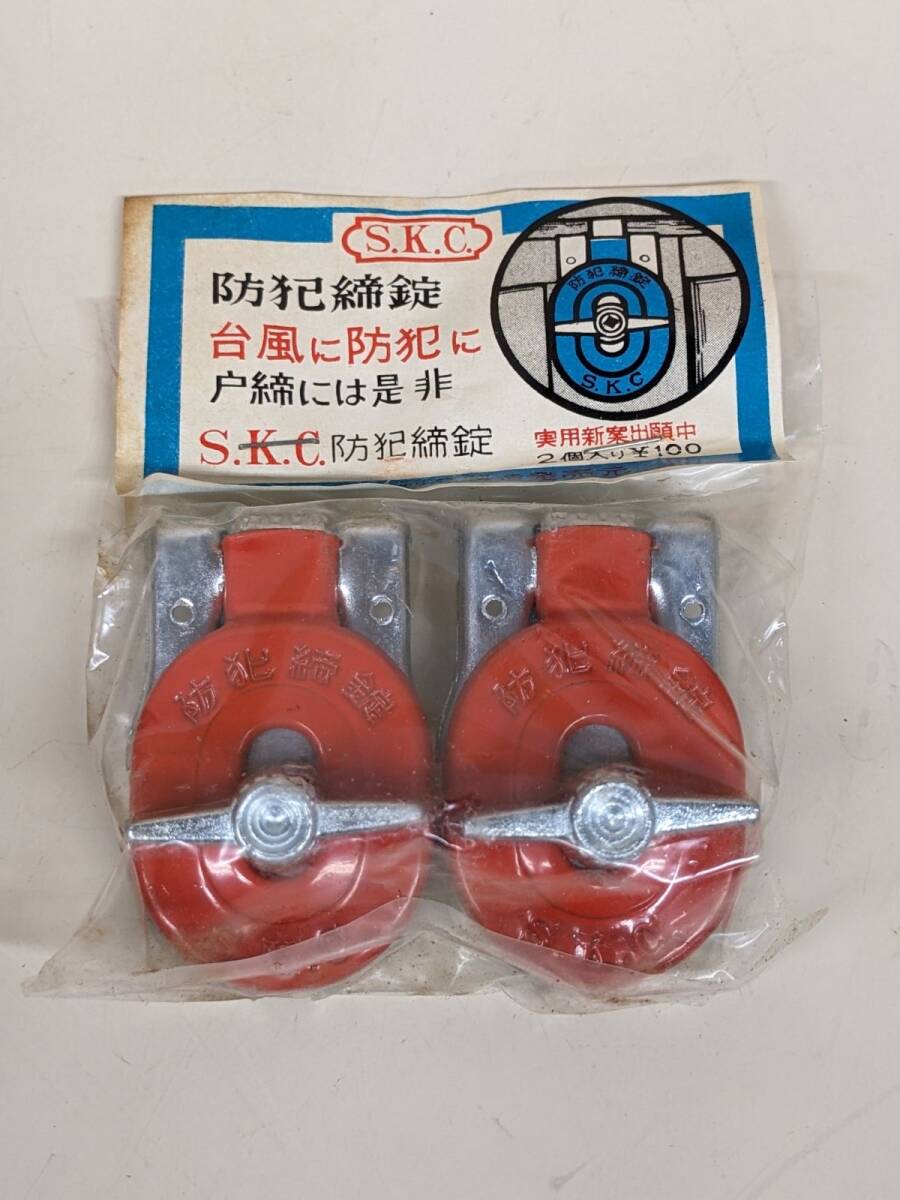 S.K.C.
防犯締錠
台風に防犯に
戸締には是非
S.K.C. 防犯締錠
防犯締錠
S.K.C
実用新案出願中
2個入り¥100
防犯締錠
防犯締錠
S.K.C.